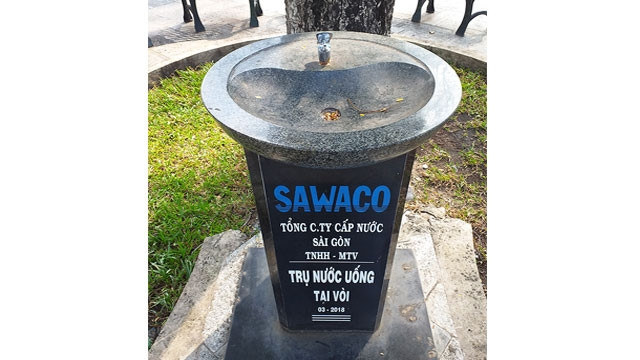 SAWACO
TỔNG C.TY CẤP NƯỚC
SÀI GÒN
TNHH - MTV
TRỤ NƯỚC UỐNG
TẠI VÒI
03 - 2018